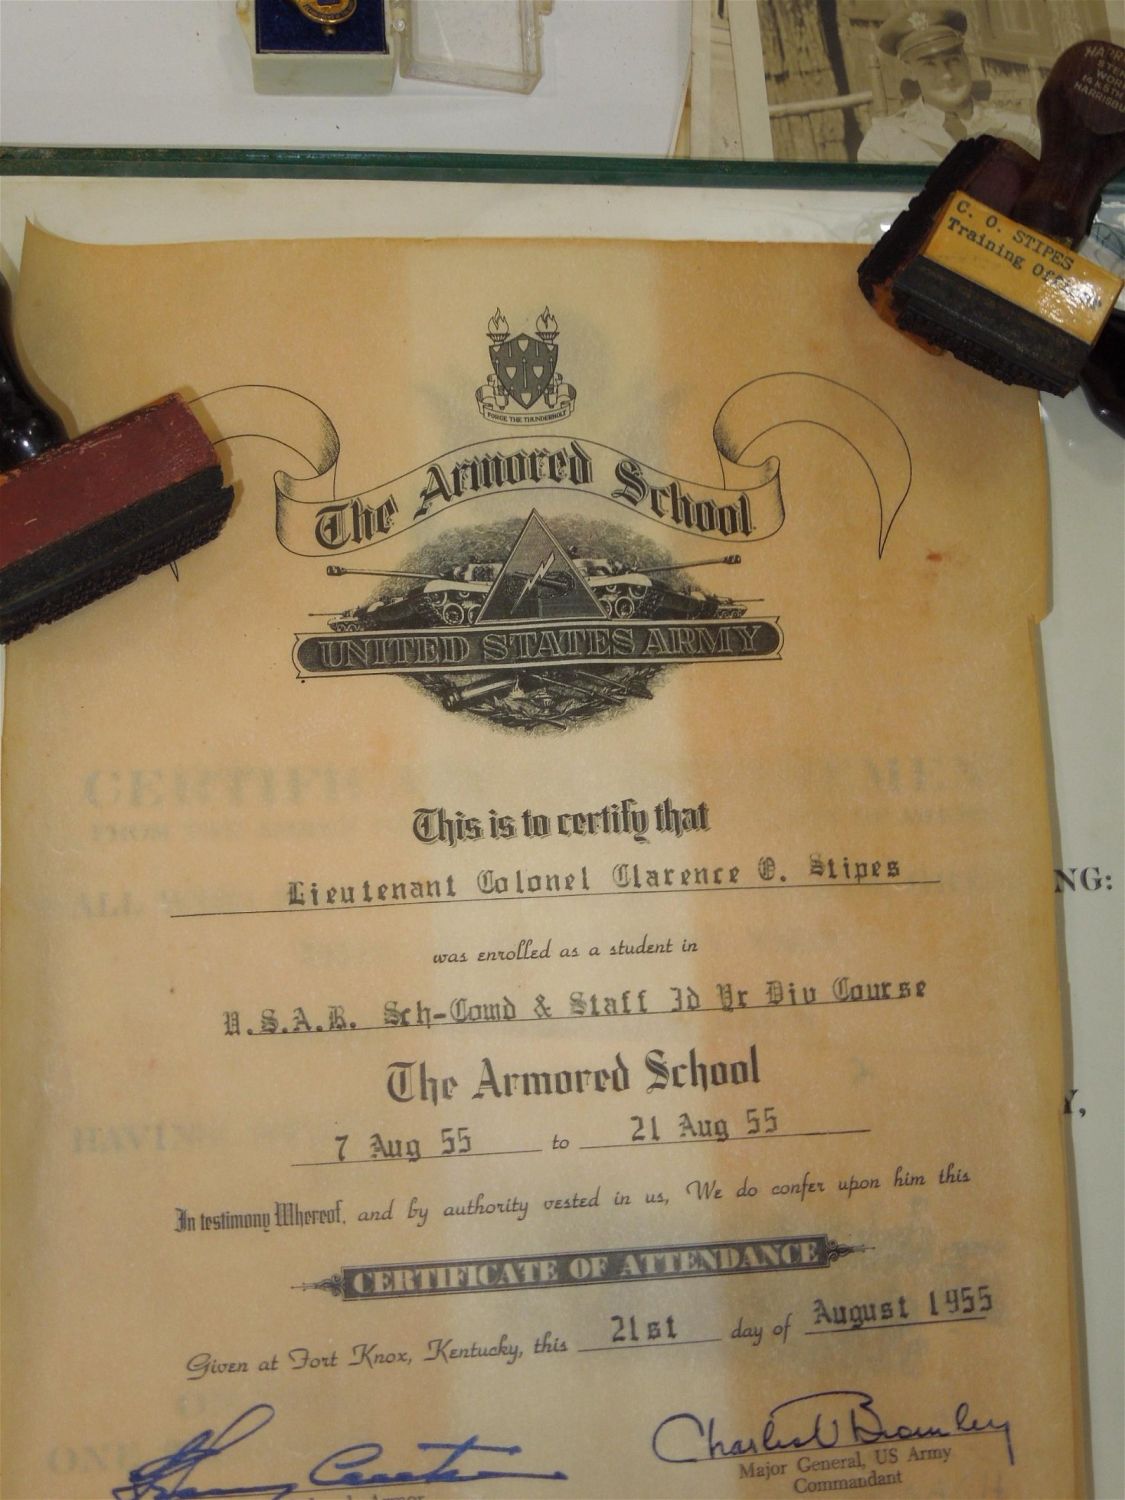 HARRISBU
C. O. STIPES
Training Officer
FORGE THE THUNDERBOLT
The Armored School
UNITED STATES ARMY
This is to certify that
Lieutenant Colonel Clarence O. Stipes
was enrolled as a student in
U.S.A.R. Sch-Comd & Staff 3d Yr Div Course
The Armored School
7 Aug 55 to 21 Aug 55
In testimony Whereof, and by authority vested in us, We do confer upon him this
CERTIFICATE OF ATTENDANCE
Given at Fort Knox, Kentucky, this 21st day of August 1955
Charles V Bromley
Major General, US Army
Commandant
NG:
Y,